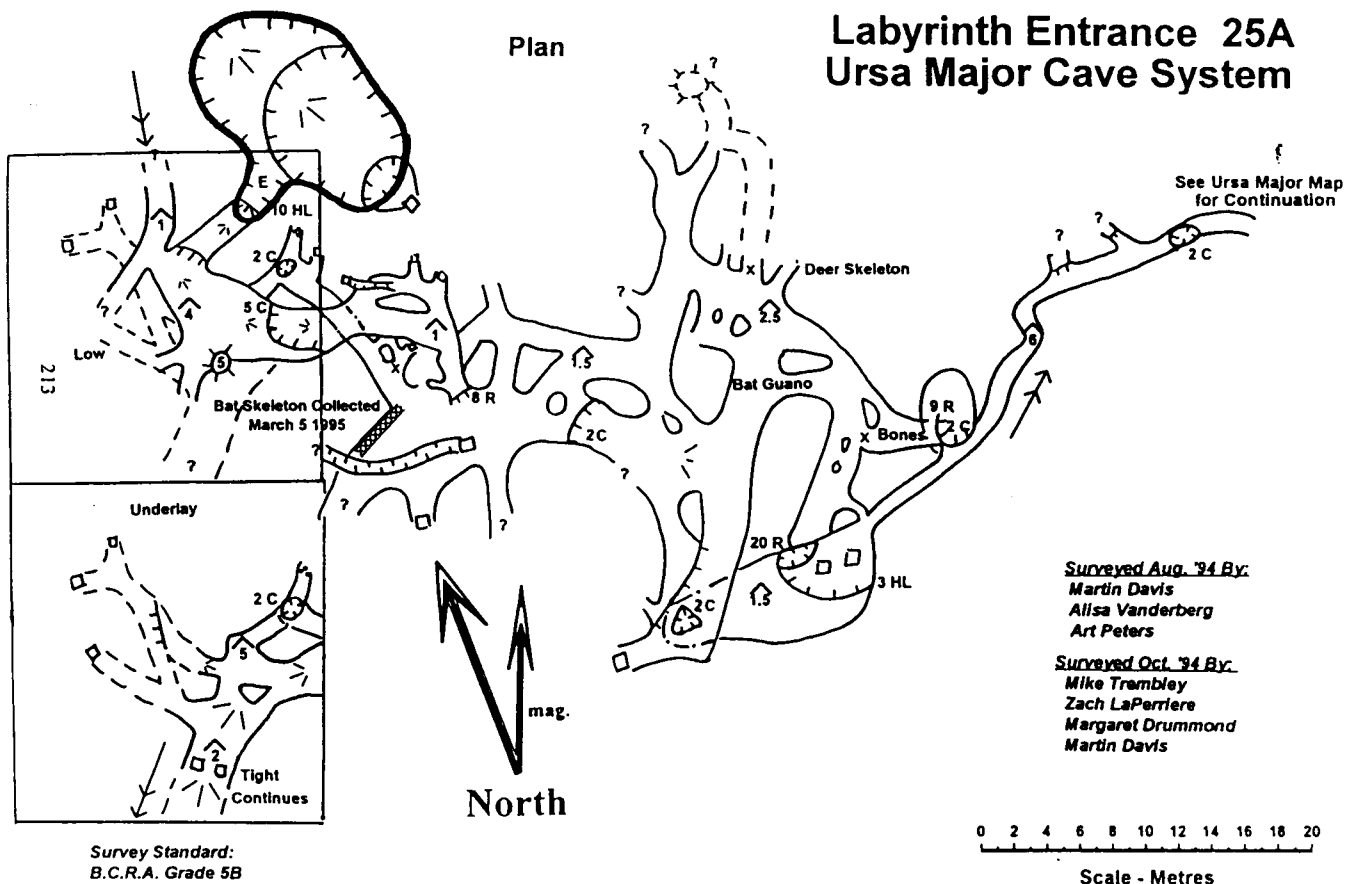 Labyrinth Entrance 25A
Ursa Major Cave System
Plan
?
?
E
10 HL
1
See Ursa Major Map
for Continuation
?
?
2 C
2 C
Deer Skeleton
?
2.5
5 C
4
1
?
6
Low
5
1.5
213
Bat Guano
8 R
Bat Skeleton Collected
March 5 1995
x
x
9 R
2 C
2 C
x Bones
?
?
?
?
?
Underlay
20 R
3 HL
1.5
2 C
2 C
5
2
Tight
Continues
mag.
North
Surveyed Aug. '94 By:
Martin Davis
Alisa Vanderberg
Art Peters
Surveyed Oct. '94 By:
Mike Trembley
Zach LaPerriere
Margaret Drummond
Martin Davis
0 2 4 6 8 10 12 14 16 18 20
Scale - Metres
Survey Standard:
B.C.R.A. Grade 5B